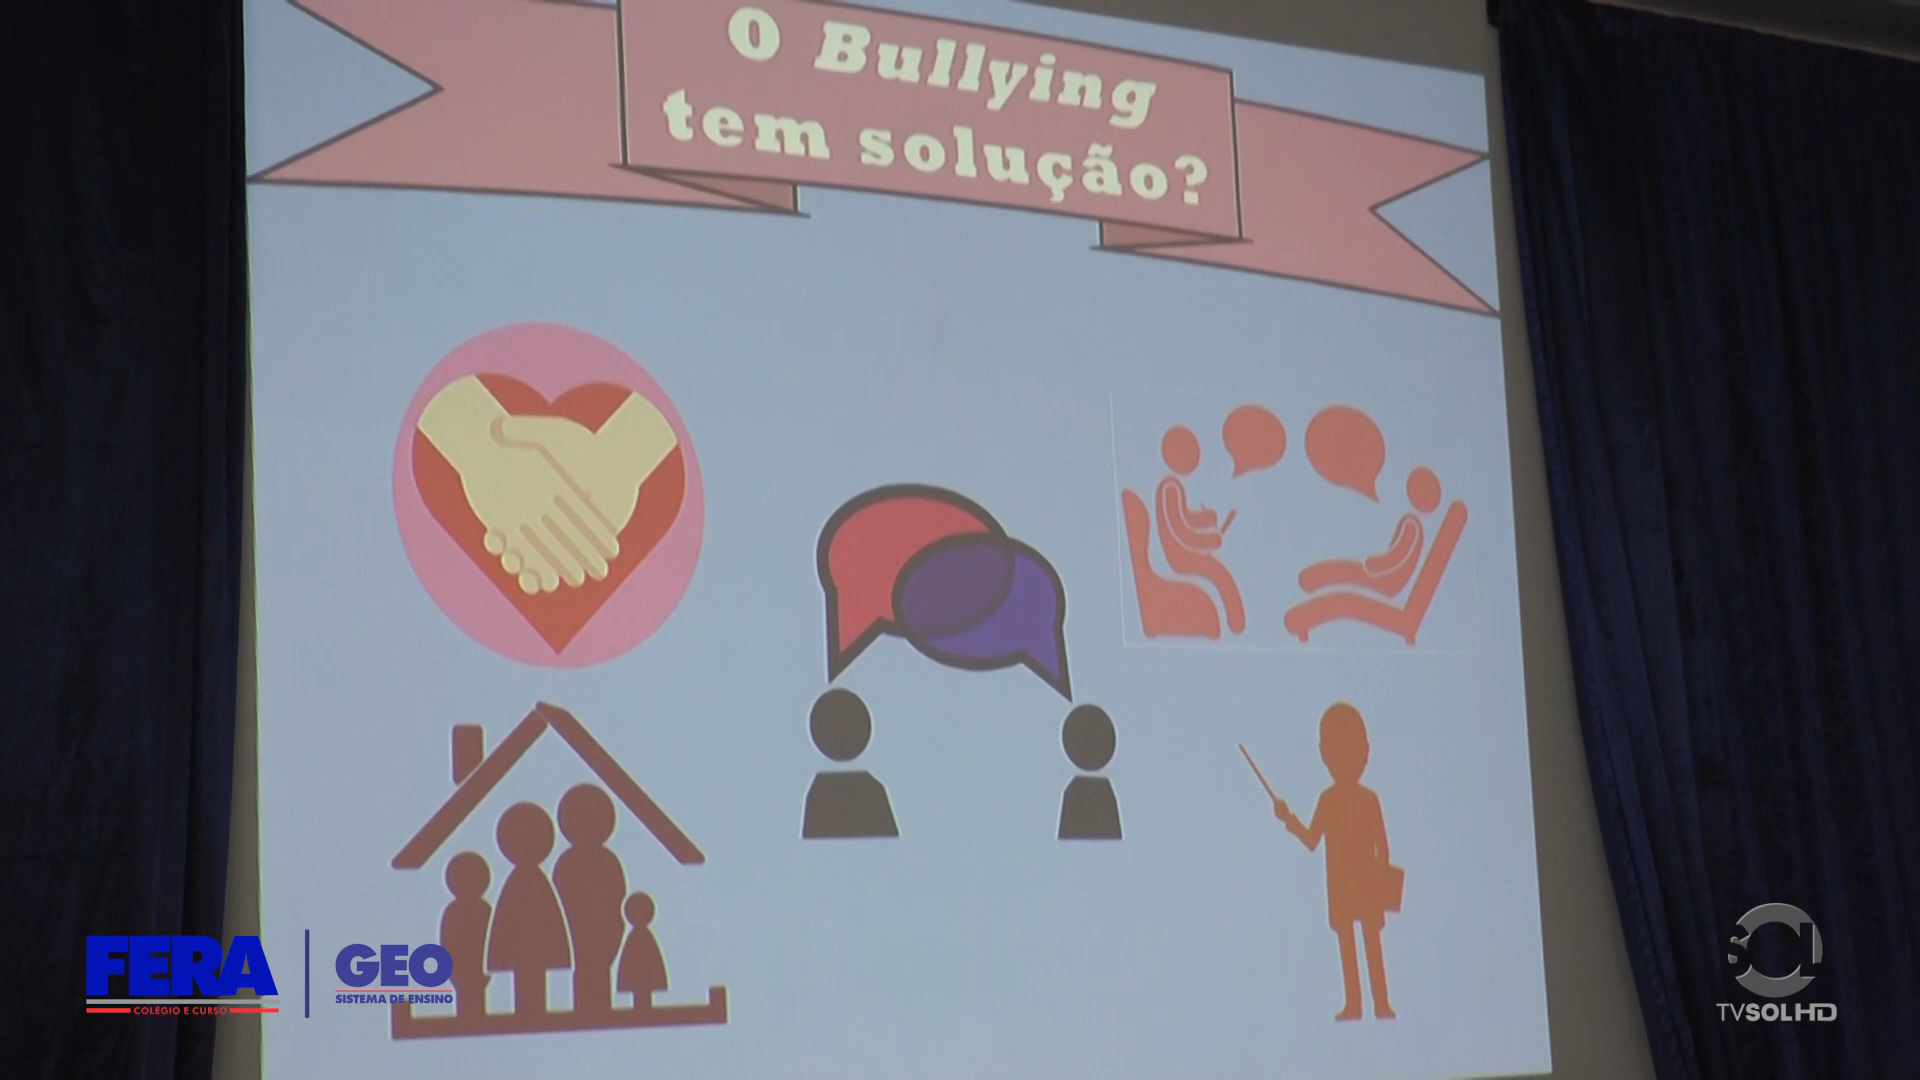 O Bullying
tem solução?
FERA
COLÉGIO E CURSO
GEO
SISTEMA DE ENSINO
TVSOLHD